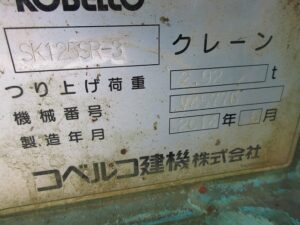 KOBELCO
SK125SR-3 クレーン
つり上げ荷重 2.92 t
機械番号
製造年月 年 月
コベルコ建機株式会社